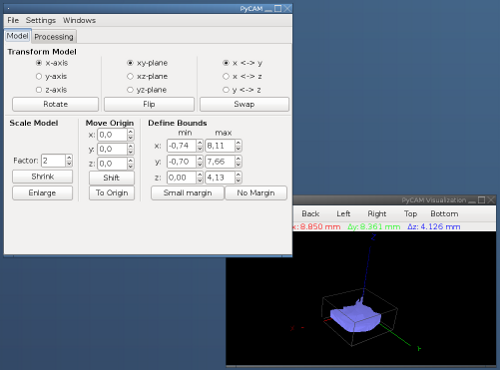 PyCAM
File Settings Windows
Model Processing
Transform Model
x-axis xy-plane x <-> y
y-axis xz-plane x <-> z
z-axis yz-plane y <-> z
Rotate Flip Swap
Scale Model Move Origin Define Bounds
min max
x: 0,0 x: -0,74 8,11
y: 0,0 y: -0,70 7,66
Factor: 2
z: 0,00 z: 0,00 4,13
Shrink Shift
Enlarge To Origin Small margin No Margin
PyCAM Visualization
Back Left Right Top Bottom
x: 8.850 mm Δy: 8.361 mm Δz: 4.126 mm